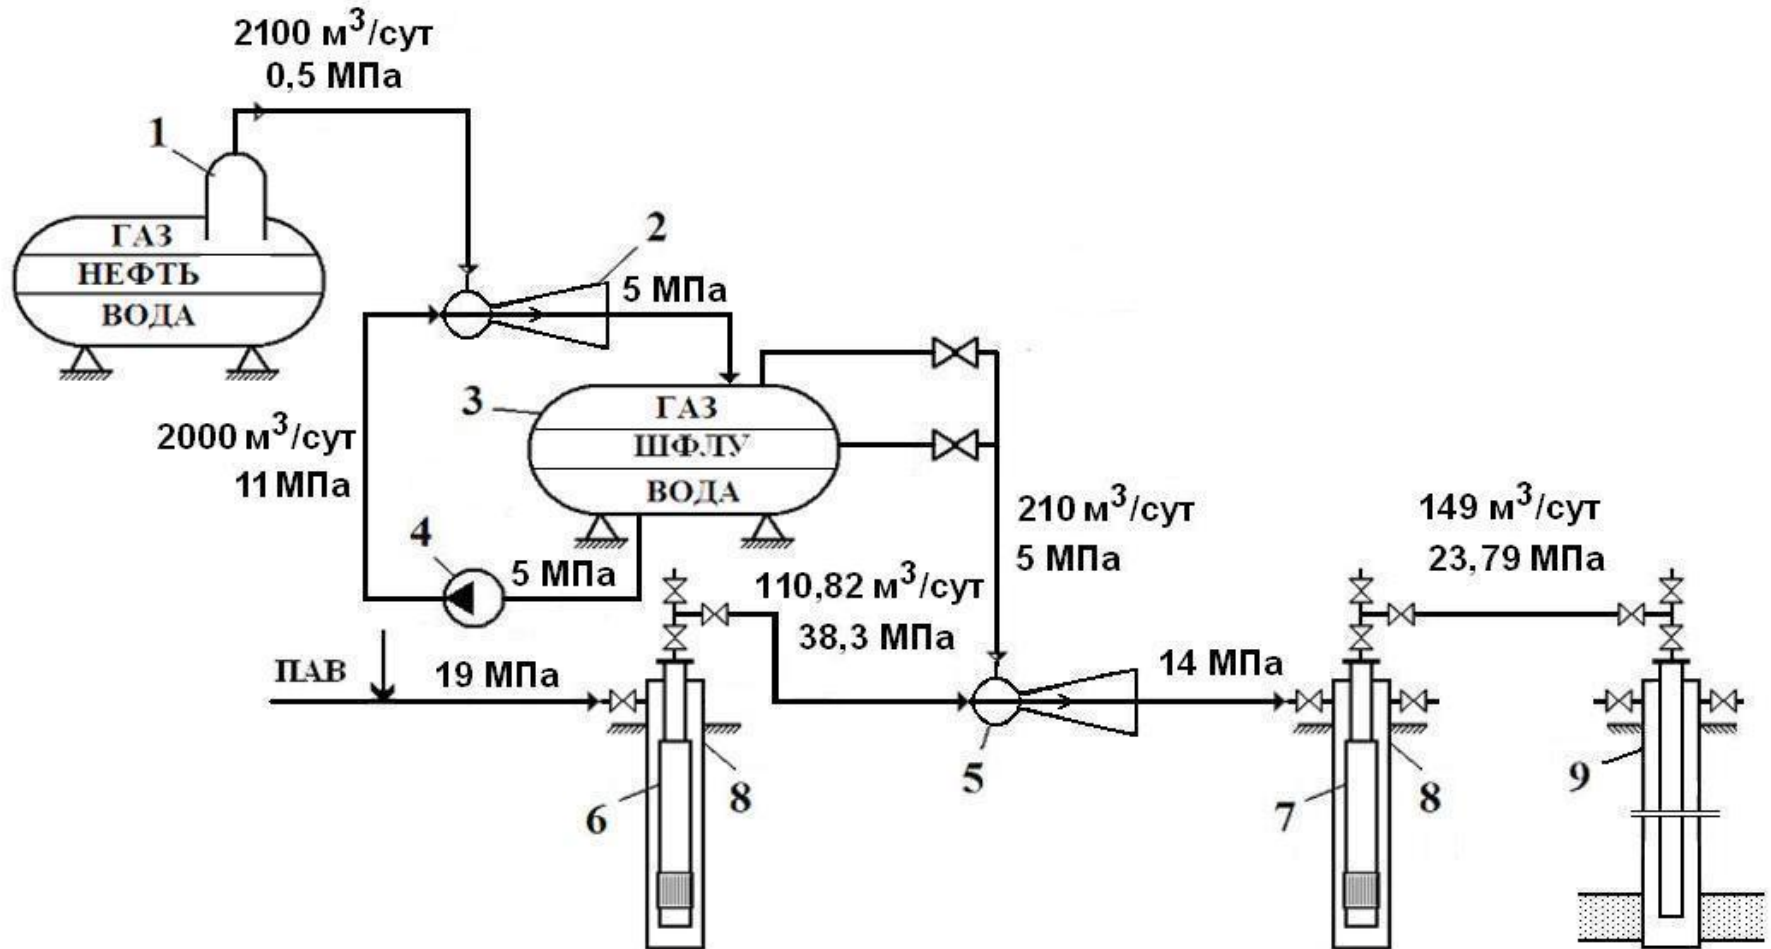 2100 м³/сут
0,5 МПа
1
ГАЗ
НЕФТЬ
ВОДА
2
5 МПа
3
ГАЗ
ШФЛУ
ВОДА
2000 м³/сут
11 МПа
4
5 МПа
210 м³/сут
5 МПа
149 м³/сут
23,79 МПа
110,82 м³/сут
38,3 МПа
ПАВ
19 МПа
14 МПа
5
6
8
7
8
9